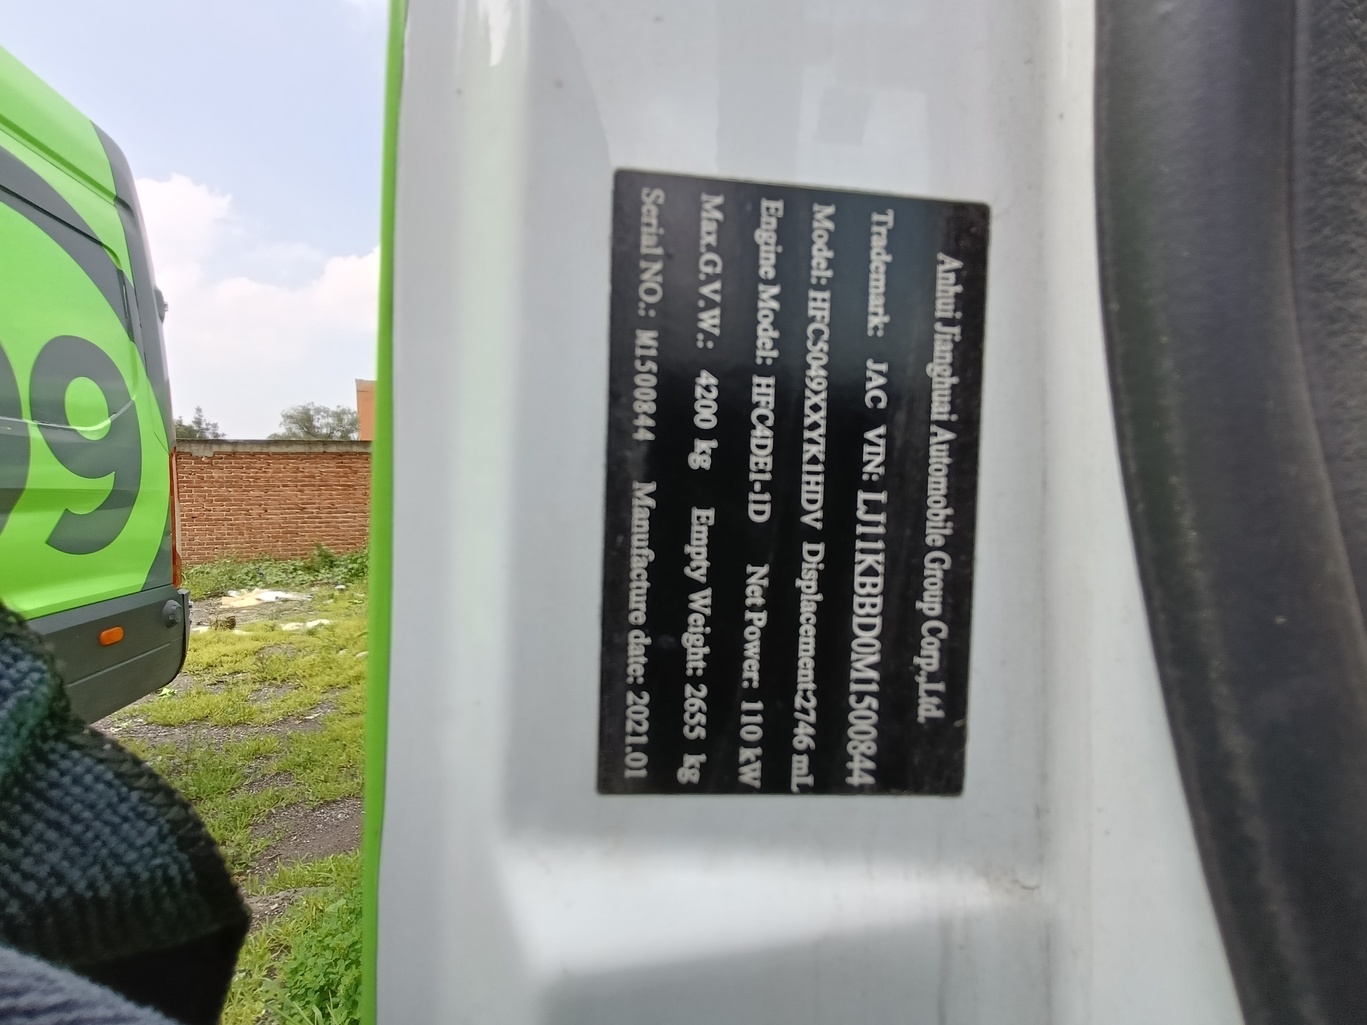 Anhui Jianghuai Automobile Group Corp.,Ltd.
Trademark: JAC VIN: LJ11KBBD0M1500844
Model: HFC5049XXYK1HDV Displacement:2746 mL
Engine Model: HFC4DE1-1D Net Power: 110 kW
Max.G.V.W.: 4200 kg Empty Weight: 2655 kg
Serial NO.: M1500844 Manufacture date: 2021.01
99